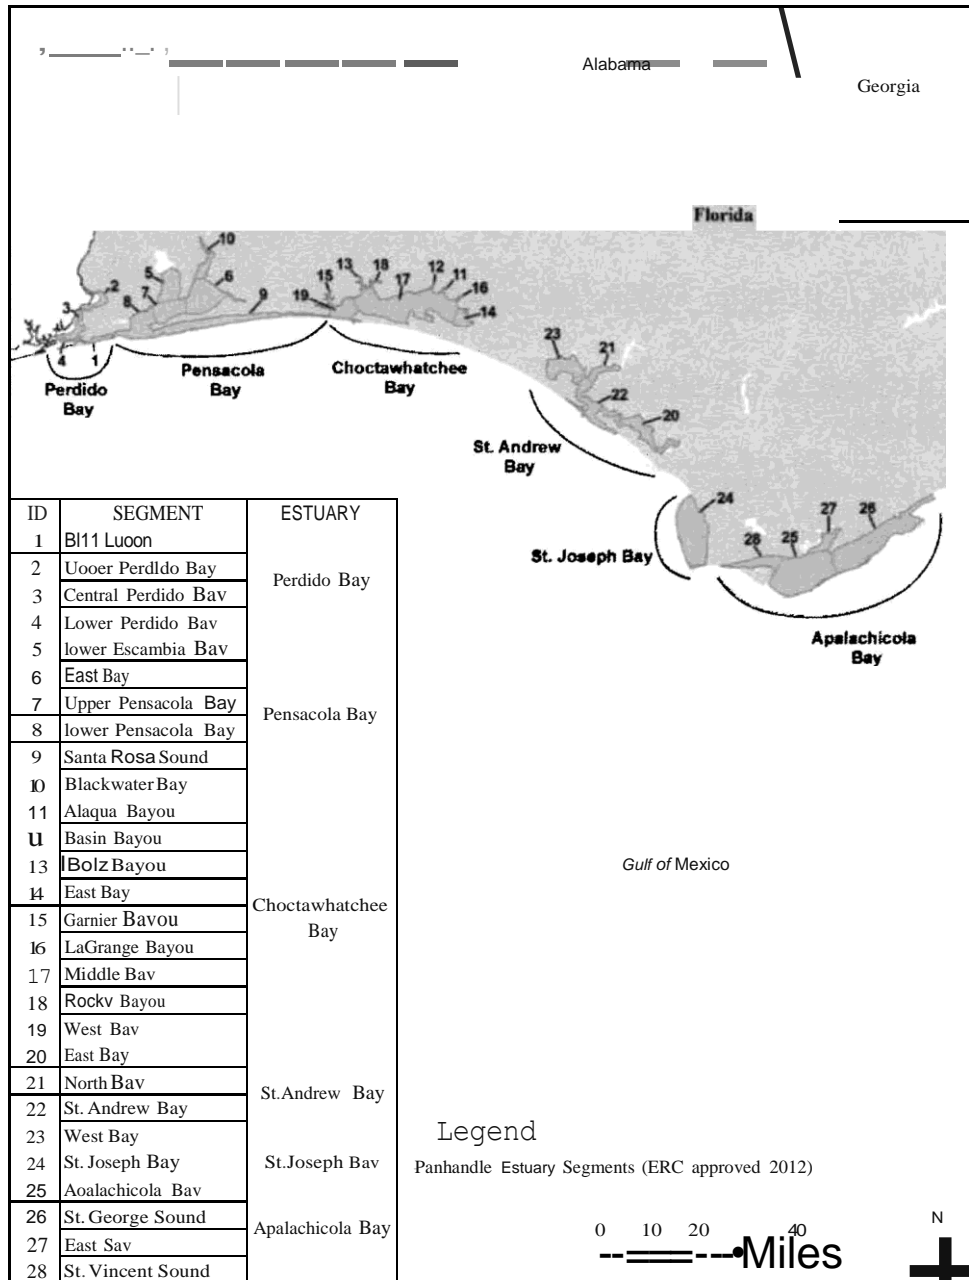 Alabama
Georgia
Florida
10
13 18 12
5 6 15 17 11
2 7 9 16
3 8 19 14
4 1
23 21
22
20
Perdido
Bay
Pensacola
Bay
Choctawhatchee
Bay
St. Andrew
Bay
24 27 26
28 25
St. Joseph Bay
Apalachicola
Bay
ID SEGMENT ESTUARY
1 Bl11 Luoon
2 Uooer Perdldo Bay
Perdido Bay
3 Central Perdido Bav
4 Lower Perdido Bav
5 lower Escambia Bav
6 East Bay
7 Upper Pensacola Bay
Pensacola Bay
8 lower Pensacola Bay
9 Santa Rosa Sound
10 Blackwater Bay
11 Alaqua Bayou
u Basin Bayou
13 IBolz Bayou
14 East Bay
Choctawhatchee
Bay
15 Garnier Bavou
16 LaGrange Bayou
17 Middle Bav
18 Rockv Bayou
19 West Bav
20 East Bay
21 North Bav
St.Andrew Bay
22 St. Andrew Bay
23 West Bay
24 St. Joseph Bay St.Joseph Bav
25 Aoalachicola Bav
26 St. George Sound
Apalachicola Bay
27 East Sav
28 St. Vincent Sound
Gulf of Mexico
Legend
Panhandle Estuary Segments (ERC approved 2012)
0 10 20 40
Miles
N